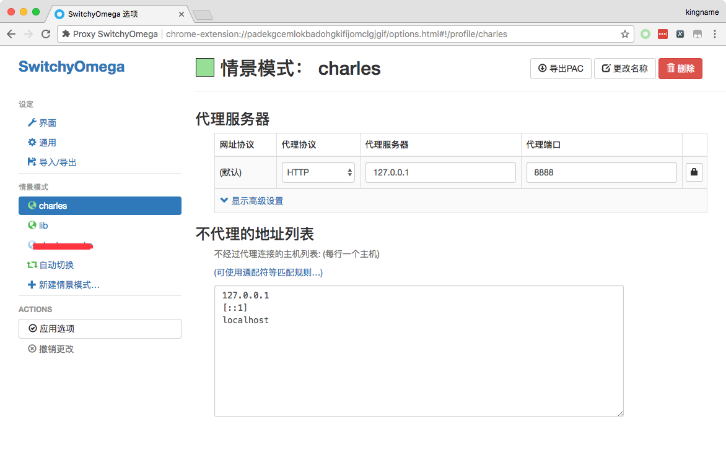 SwitchyOmega 选项
kingname
Proxy SwitchyOmega | chrome-extension://padekgcemlokbadohgklfijomclgjgif/options.html#!/profile/charles
SwitchyOmega
设定
界面
通用
导入/导出
情景模式
charles
lib
自动切换
新建情景模式...
ACTIONS
应用选项
撤销更改
情景模式： charles
导出PAC
更改名称
删除
代理服务器
网址协议 代理协议 代理服务器 代理端口
(默认) HTTP 127.0.0.1 8888
显示高级设置
不代理的地址列表
不经过代理连接的主机列表: (每行一个主机)
(可使用通配符等匹配规则...)
127.0.0.1
[::1]
localhost